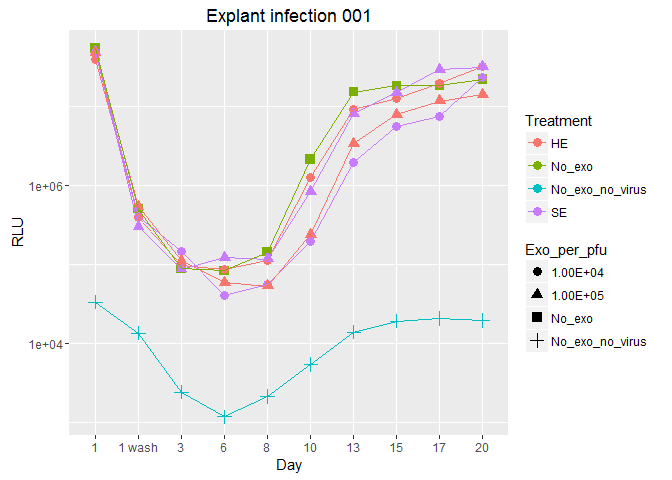 Explant infection 001
RLU
1e+06
1e+04
1
1 wash
3
6
8
10
13
15
17
20
Day
Treatment
HE
No_exo
No_exo_no_virus
SE
Exo_per_pfu
1.00E+04
1.00E+05
No_exo
No_exo_no_virus